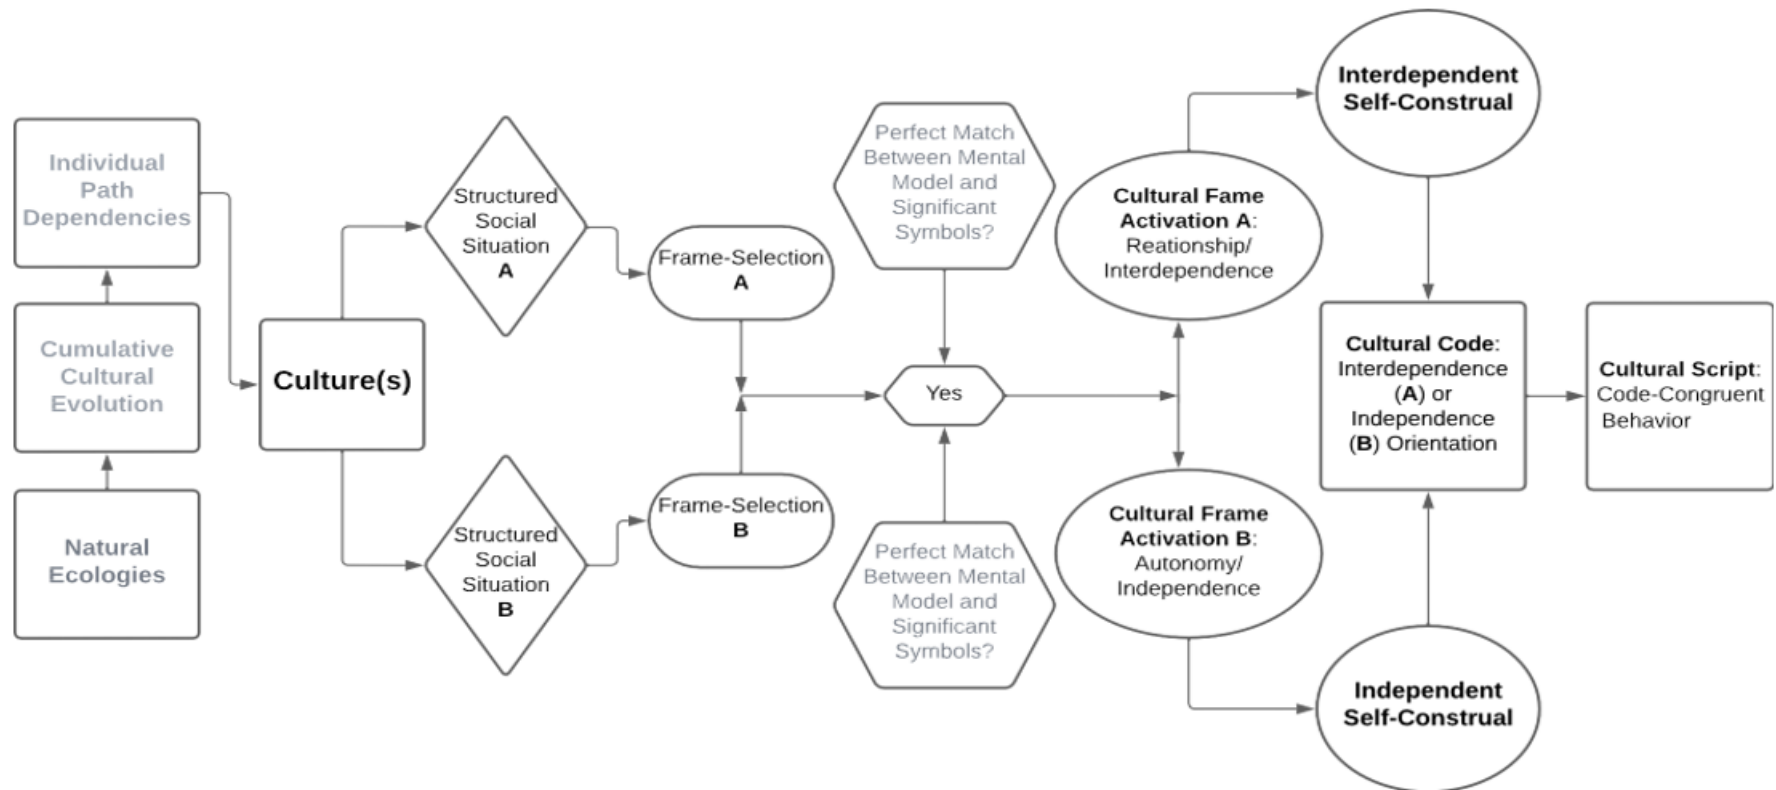 Individual
Path
Dependencies
Cumulative
Cultural
Evolution
Natural
Ecologies
Culture(s)
Structured
Social
Situation
A
Structured
Social
Situation
B
Frame-Selection
A
Frame-Selection
B
Perfect Match
Between Mental
Model and
Significant
Symbols?
Yes
Perfect Match
Between Mental
Model and
Significant
Symbols?
Cultural Fame
Activation A:
Reationship/
Interdependence
Cultural Frame
Activation B:
Autonomy/
Independence
Interdependent
Self-Construal
Cultural Code:
Interdependence
(A) or
Independence
(B) Orientation
Independent
Self-Construal
Cultural Script:
Code-Congruent
Behavior